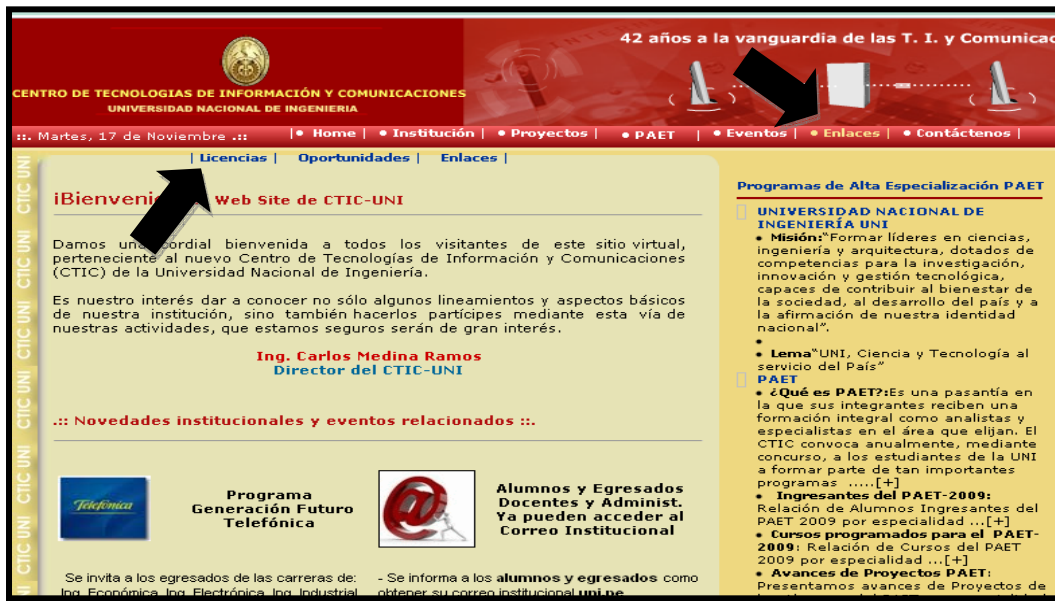 42 años a la vanguardia de las T. I. y Comunicac
CENTRO DE TECNOLOGIAS DE INFORMACIÓN Y COMUNICACIONES
UNIVERSIDAD NACIONAL DE INGENIERIA
::. Martes, 17 de Noviembre .:: |• Home | • Institución | • Proyectos | • PAET | • Eventos | • Enlaces | • Contáctenos |
| Licencias | Oportunidades | Enlaces |
¡Bienveni Web Site de CTIC-UNI
Damos una cordial bienvenida a todos los visitantes de este sitio virtual,
perteneciente al nuevo Centro de Tecnologías de Información y Comunicaciones
(CTIC) de la Universidad Nacional de Ingeniería.
Es nuestro interés dar a conocer no sólo algunos lineamientos y aspectos básicos
de nuestra institución, sino también hacerlos partícipes mediante esta vía de
nuestras actividades, que estamos seguros serán de gran interés.
Ing. Carlos Medina Ramos
Director del CTIC-UNI
.:: Novedades institucionales y eventos relacionados ::.
Telefónica
Programa
Generación Futuro
Telefónica
Se invita a los egresados de las carreras de:
Ing. Económica, Ing. Electrónica, Ing. Industrial
@
Alumnos y Egresados
Docentes y Administ.
Ya pueden acceder al
Correo Institucional
- Se informa a los alumnos y egresados como
obtener su correo institucional uni.pe
Programas de Alta Especialización PAET
UNIVERSIDAD NACIONAL DE
INGENIERÍA UNI
• Misión:"Formar líderes en ciencias,
ingeniería y arquitectura, dotados de
competencias para la investigación,
innovación y gestión tecnológica,
capaces de contribuir al bienestar de
la sociedad, al desarrollo del país y a
la afirmación de nuestra identidad
nacional".
•
• Lema"UNI, Ciencia y Tecnología al
servicio del País"
PAET
• ¿Qué es PAET?:Es una pasantía en
la que sus integrantes reciben una
formación integral como analistas y
especialistas en el área que elijan. El
CTIC convoca anualmente, mediante
concurso, a los estudiantes de la UNI
a formar parte de tan importantes
programas .....[+]
• Ingresantes del PAET-2009:
Relación de Alumnos Ingresantes del
PAET 2009 por especialidad ...[+]
• Cursos programados para el PAET-
2009: Relación de Cursos del PAET
2009 por especialidad ...[+]
• Avances de Proyectos PAET:
Presentamos avances de Proyectos de
CTIC UNI CTIC UNI CTIC UNI CTIC UNI CTIC UNI CTIC UNI